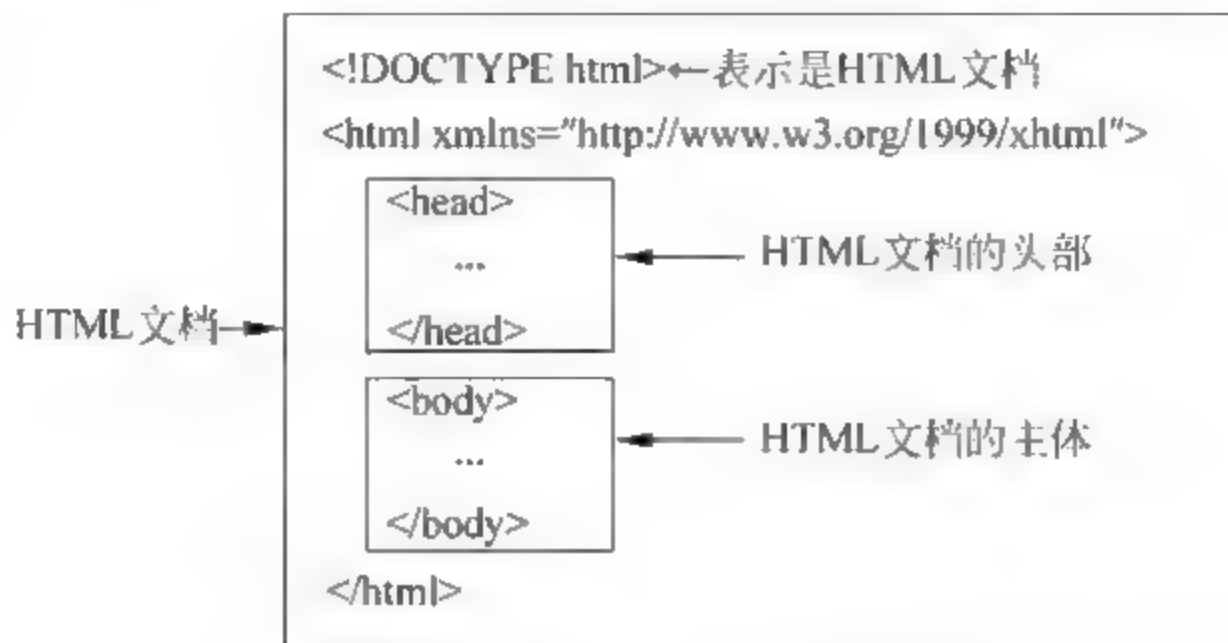 <!DOCTYPE html>←表示是HTML文档
<html xmlns="http://www.w3.org/1999/xhtml">
<head>
...
</head>
HTML文档的头部
HTML文档
<body>
...
</body>
HTML文档的主体
</html>